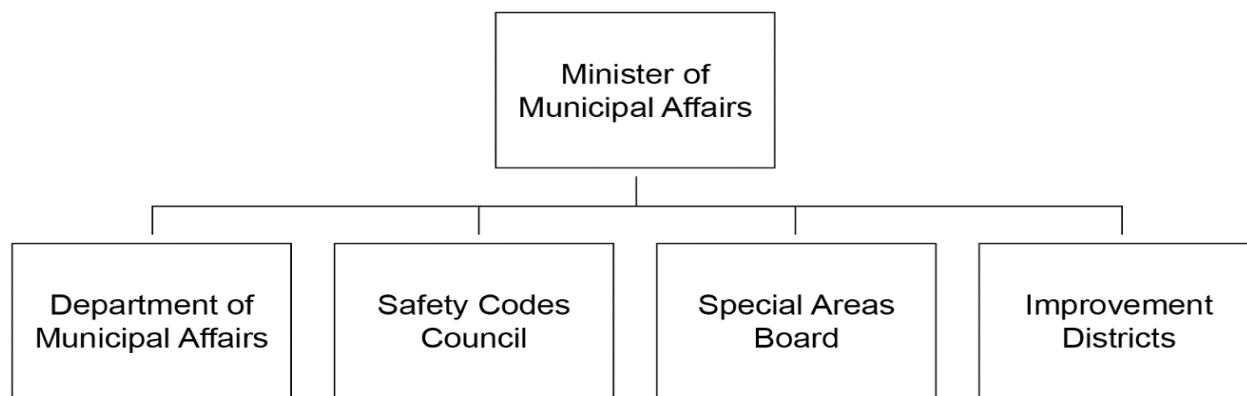 Minister of
Municipal Affairs
Department of
Municipal Affairs
Safety Codes
Council
Special Areas
Board
Improvement
Districts